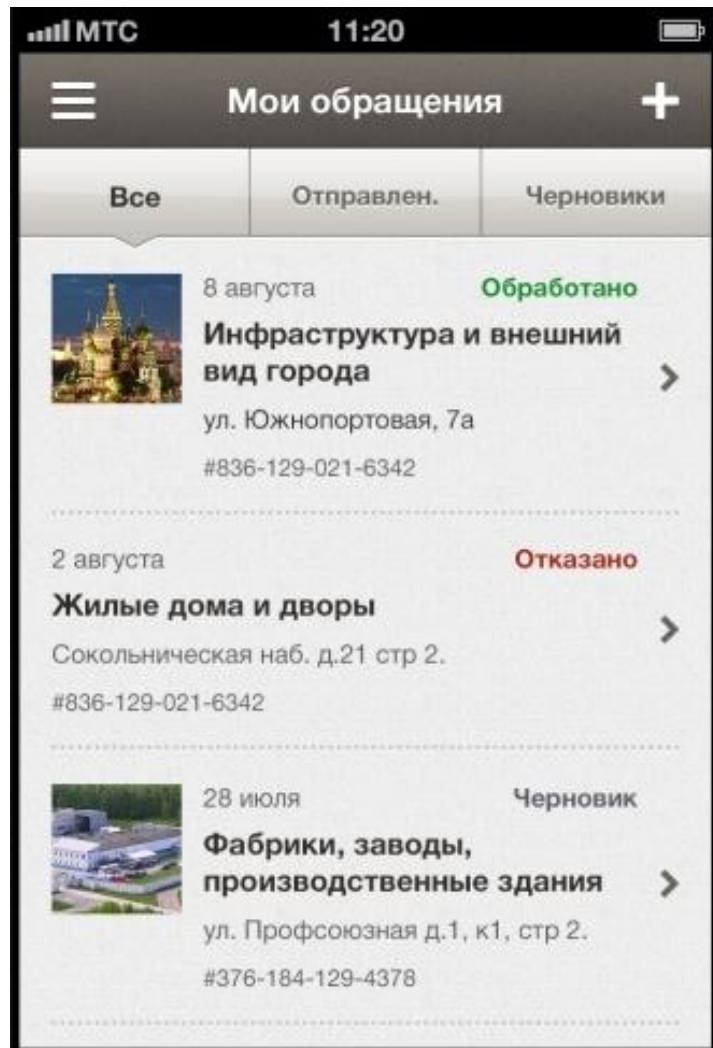 МТС 11:20
Мои обращения
Все Отправлен. Черновики
8 августа Обработано
Инфраструктура и внешний
вид города
ул. Южнопортовая, 7а
#836-129-021-6342
2 августа Отказано
Жилые дома и дворы
Сокольническая наб. д.21 стр 2.
#836-129-021-6342
28 июля Черновик
Фабрики, заводы,
производственные здания
ул. Профсоюзная д.1, к1, стр 2.
#376-184-129-4378